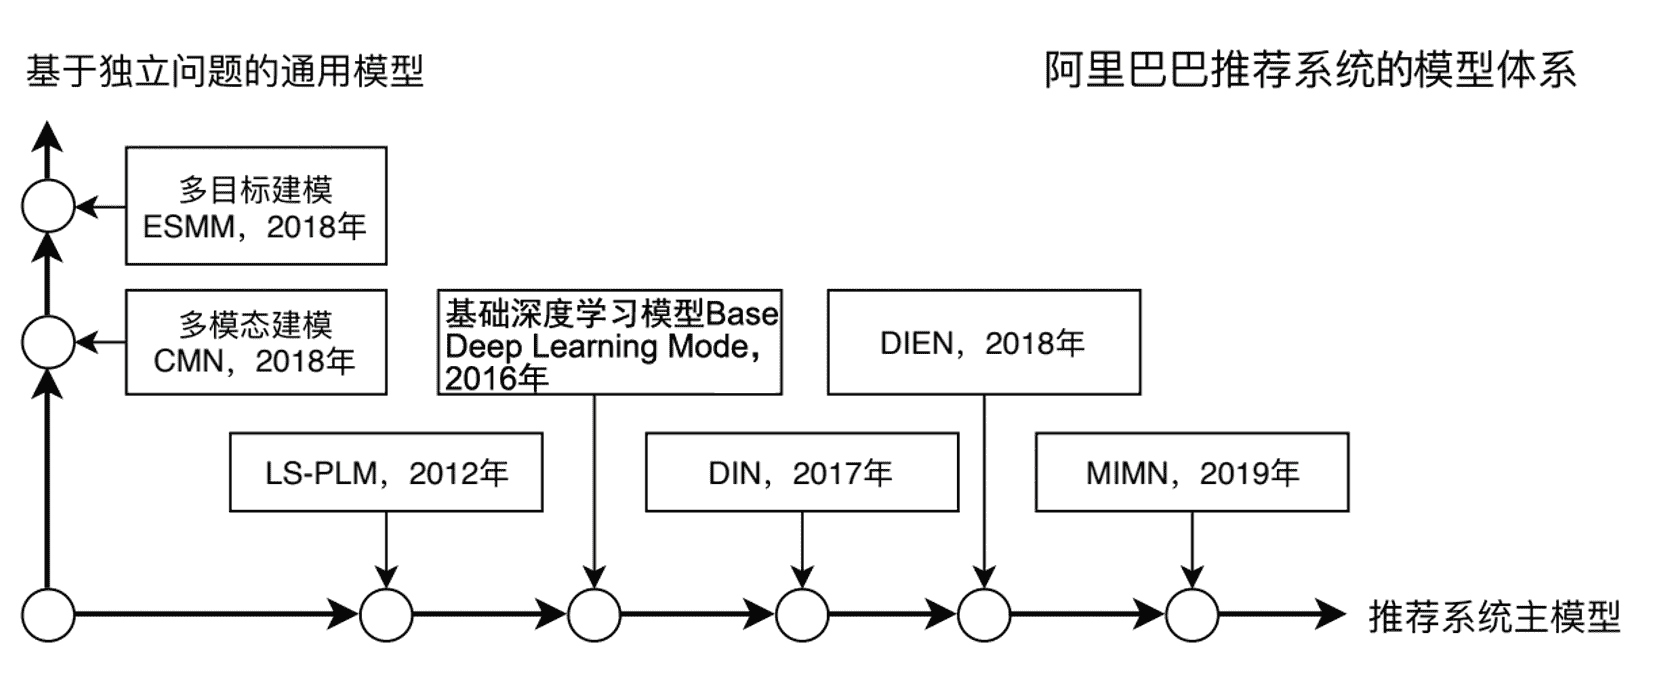 基于独立问题的通用模型
阿里巴巴推荐系统的模型体系
多目标建模
ESMM，2018年
多模态建模
CMN，2018年
基础深度学习模型Base
Deep Learning Mode，
2016年
DIEN，2018年
LS-PLM，2012年
DIN，2017年
MIMN，2019年
推荐系统主模型